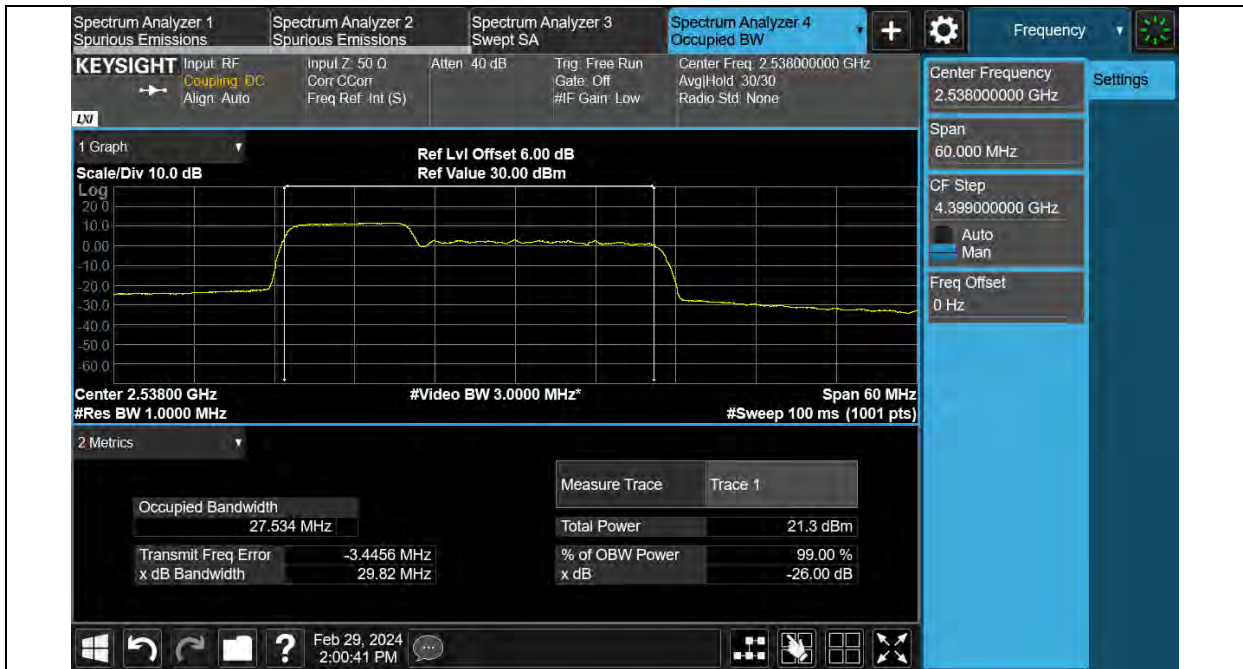 Spectrum Analyzer 1
Spurious Emissions
Spectrum Analyzer 2
Spurious Emissions
Spectrum Analyzer 3
Swept SA
Spectrum Analyzer 4
Occupied BW
Frequency
KEYSIGHT
Input: RF
Coupling: DC
Align: Auto
Input Z: 50 Ω
Corr CCorr
Freq Ref: Int (S)
Atten: 40 dB
Trig: Free Run
Gate: Off
#IF Gain: Low
Center Freq: 2.538000000 GHz
Avg|Hold: 30/30
Radio Std: None
LXI
Center Frequency
2.538000000 GHz
Settings
Span
60.000 MHz
CF Step
4.399000000 GHz
Auto
Man
Freq Offset
0 Hz
1 Graph
Scale/Div 10.0 dB
Ref Lvl Offset 6.00 dB
Ref Value 30.00 dBm
Log
20.0
10.0
0.00
-10.0
-20.0
-30.0
-40.0
-50.0
-60.0
Center 2.53800 GHz
#Video BW 3.0000 MHz*
Span 60 MHz
#Res BW 1.0000 MHz
#Sweep 100 ms (1001 pts)
2 Metrics
Measure Trace Trace 1
Occupied Bandwidth
27.534 MHz
Total Power 21.3 dBm
Transmit Freq Error -3.4456 MHz
% of OBW Power 99.00 %
x dB Bandwidth 29.82 MHz
x dB -26.00 dB
Feb 29, 2024
2:00:41 PM